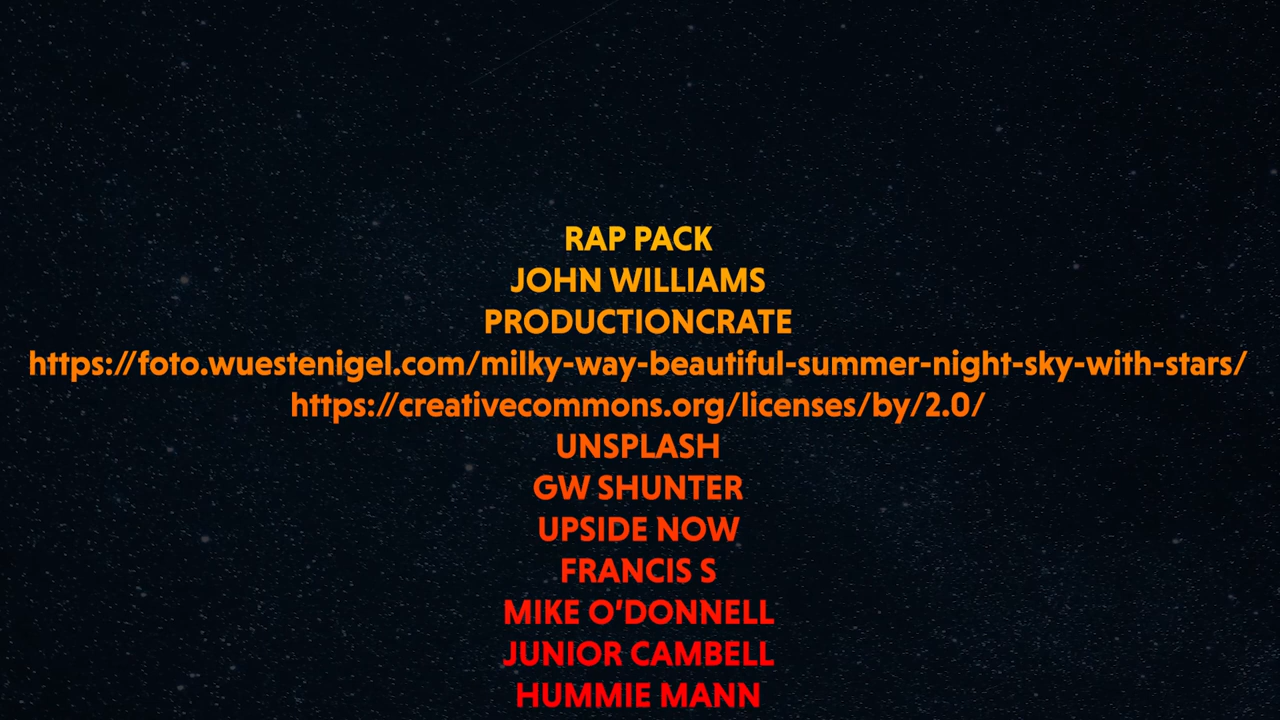 RAP PACK
JOHN WILLIAMS
PRODUCTIONCRATE
https://foto.wuestenigel.com/milky-way-beautiful-summer-night-sky-with-stars/
https://creativecommons.org/licenses/by/2.0/
UNSPLASH
GW SHUNTER
UPSIDE NOW
FRANCIS S
MIKE O'DONNELL
JUNIOR CAMBELL
HUMMIE MANN